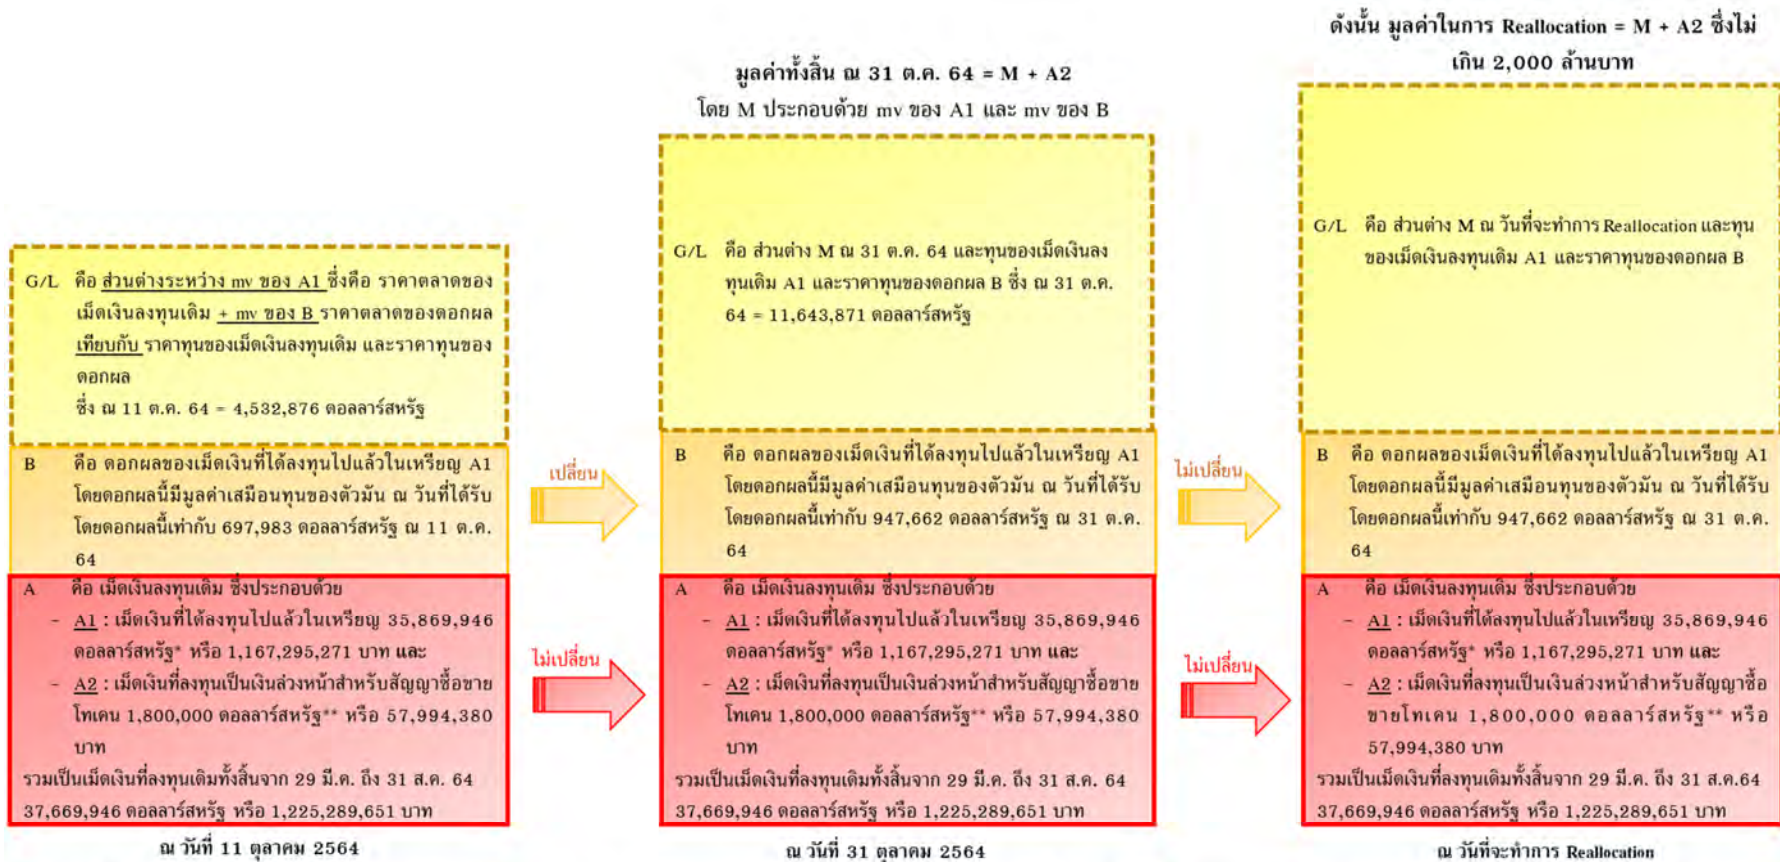 ดังนั้น มูลค่าในการ Reallocation = M + A2 ซึ่งไม่
เกิน 2,000 ล้านบาท
มูลค่าทั้งสิ้น ณ 31 ต.ค. 64 = M + A2
โดย M ประกอบด้วย mv ของ A1 และ mv ของ B
G/L คือ ส่วนต่างระหว่าง mv ของ A1 ซึ่งคือ ราคาตลาดของ
เม็ดเงินลงทุนเดิม + mv ของ B ราคาตลาดของดอกผล
เทียบกับ ราคาทุนของเม็ดเงินลงทุนเดิม และราคาทุนของ
ดอกผล
ซึ่ง ณ 11 ต.ค. 64 = 4,532,876 ดอลลาร์สหรัฐ
B คือ ดอกผลของเม็ดเงินที่ได้ลงทุนไปแล้วในเหรียญ A1
โดยดอกผลนี้มีมูลค่าเสมือนทุนของตัวมัน ณ วันที่ได้รับ
โดยดอกผลนี้เท่ากับ 697,983 ดอลลาร์สหรัฐ ณ 11 ต.ค.
64
A คือ เม็ดเงินลงทุนเดิม ซึ่งประกอบด้วย
- A1 : เม็ดเงินที่ได้ลงทุนไปแล้วในเหรียญ 35,869,946
ดอลลาร์สหรัฐ* หรือ 1,167,295,271 บาท และ
- A2 : เม็ดเงินที่ลงทุนเป็นเงินล่วงหน้าสำหรับสัญญาซื้อขาย
โทเคน 1,800,000 ดอลลาร์สหรัฐ** หรือ 57,994,380
บาท
รวมเป็นเม็ดเงินที่ลงทุนเดิมทั้งสิ้นจาก 29 มี.ค. ถึง 31 ส.ค. 64
37,669,946 ดอลลาร์สหรัฐ หรือ 1,225,289,651 บาท
ณ วันที่ 11 ตุลาคม 2564
เปลี่ยน
ไม่เปลี่ยน
G/L คือ ส่วนต่าง M ณ 31 ต.ค. 64 และทุนของเม็ดเงินลง
ทุนเดิม A1 และราคาทุนของดอกผล B ซึ่ง ณ 31 ต.ค.
64 = 11,643,871 ดอลลาร์สหรัฐ
B คือ ดอกผลของเม็ดเงินที่ได้ลงทุนไปแล้วในเหรียญ A1
โดยดอกผลนี้มีมูลค่าเสมือนทุนของตัวมัน ณ วันที่ได้รับ
โดยดอกผลนี้เท่ากับ 947,662 ดอลลาร์สหรัฐ ณ 31 ต.ค.
64
A คือ เม็ดเงินลงทุนเดิม ซึ่งประกอบด้วย
- A1 : เม็ดเงินที่ได้ลงทุนไปแล้วในเหรียญ 35,869,946
ดอลลาร์สหรัฐ* หรือ 1,167,295,271 บาท และ
- A2 : เม็ดเงินที่ลงทุนเป็นเงินล่วงหน้าสำหรับสัญญาซื้อขาย
โทเคน 1,800,000 ดอลลาร์สหรัฐ** หรือ 57,994,380
บาท
รวมเป็นเม็ดเงินที่ลงทุนเดิมทั้งสิ้นจาก 29 มี.ค. ถึง 31 ส.ค. 64
37,669,946 ดอลลาร์สหรัฐ หรือ 1,225,289,651 บาท
ณ วันที่ 31 ตุลาคม 2564
ไม่เปลี่ยน
ไม่เปลี่ยน
G/L คือ ส่วนต่าง M ณ วันที่จะทำการ Reallocation และทุน
ของเม็ดเงินลงทุนเดิม A1 และราคาทุนของดอกผล B
B คือ ดอกผลของเม็ดเงินที่ได้ลงทุนไปแล้วในเหรียญ A1
โดยดอกผลนี้มีมูลค่าเสมือนทุนของตัวมัน ณ วันที่ได้รับ
โดยดอกผลนี้เท่ากับ 947,662 ดอลลาร์สหรัฐ ณ 31 ต.ค.
64
A คือ เม็ดเงินลงทุนเดิม ซึ่งประกอบด้วย
- A1 : เม็ดเงินที่ได้ลงทุนไปแล้วในเหรียญ 35,869,946
ดอลลาร์สหรัฐ* หรือ 1,167,295,271 บาท และ
- A2 : เม็ดเงินที่ลงทุนเป็นเงินล่วงหน้าสำหรับสัญญาซื้อ
ขายโทเคน 1,800,000 ดอลลาร์สหรัฐ** หรือ
57,994,380 บาท
รวมเป็นเม็ดเงินที่ลงทุนเดิมทั้งสิ้นจาก 29 มี.ค. ถึง 31 ส.ค.64
37,669,946 ดอลลาร์สหรัฐ หรือ 1,225,289,651 บาท
ณ วันที่จะทำการ Reallocation